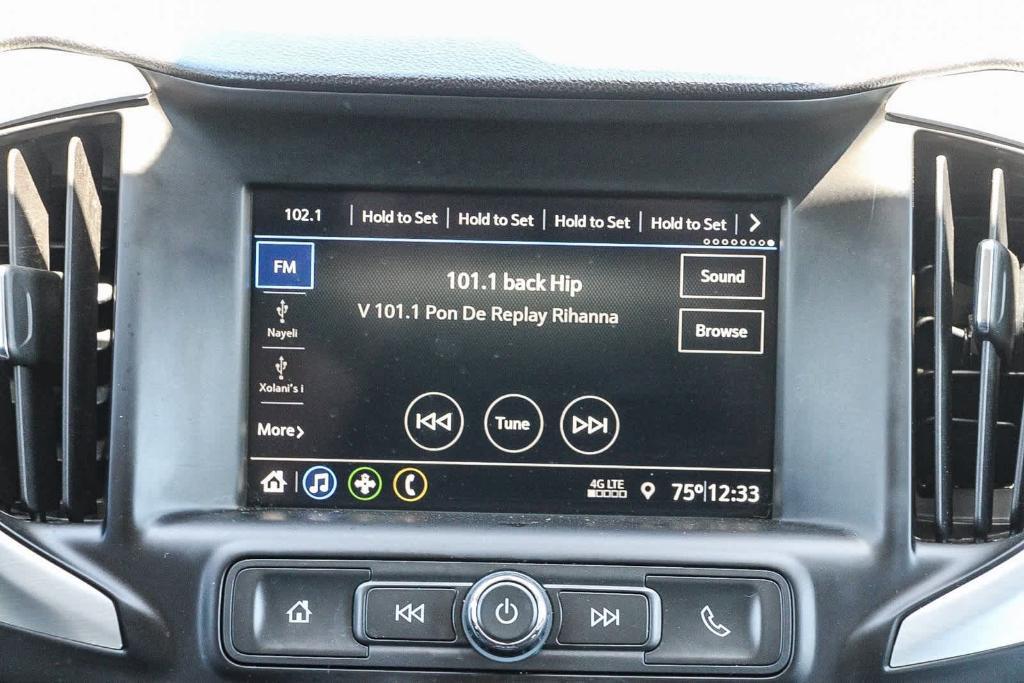 102.1 Hold to Set Hold to Set Hold to Set Hold to Set
FM
101.1 back Hip
Sound
V 101.1 Pon De Replay Rihanna
Nayeli
Browse
Xolani's i
More
Tune
4G LTE
75° 12:33